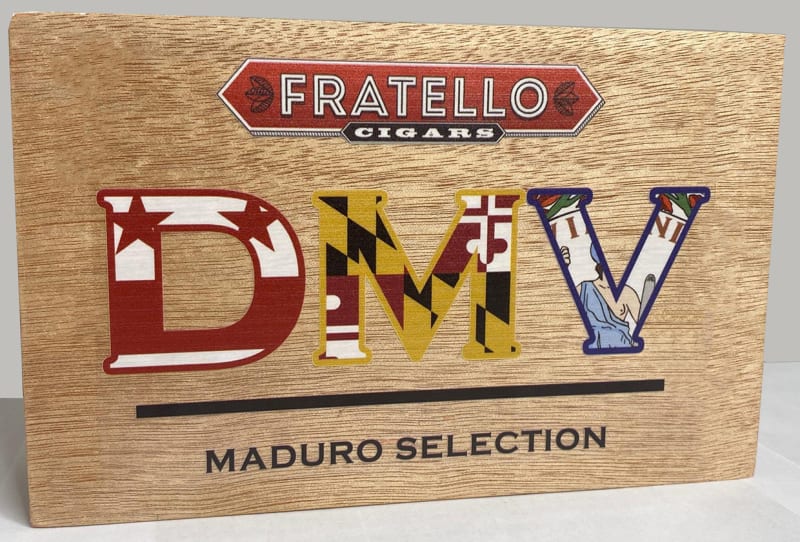 FRATELLO
CIGARS
DMV
MADURO SELECTION